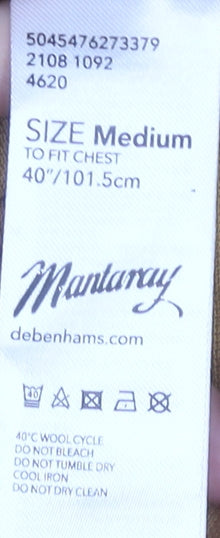 5045476273379
2108 1092
4620
SIZE Medium
TO FIT CHEST
40"/101.5cm
Mantaray
debenhams.com
40
40°C WOOL CYCLE
DO NOT BLEACH
DO NOT TUMBLE DRY
COOL IRON
DO NOT DRY CLEAN